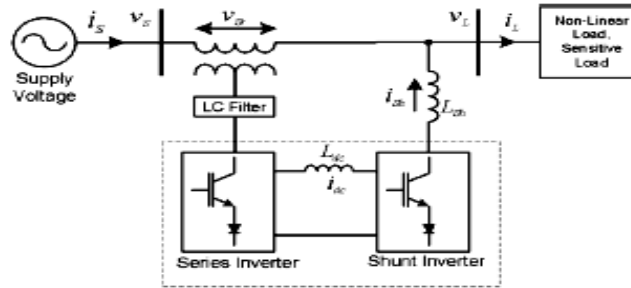 i_S
v_S
v_Sr
v_L
i_L
Non-Linear
Load,
Sensitive
Load
Supply
Voltage
LC Filter
i_Sh
L_Sh
L_dc
i_dc
Series Inverter
Shunt Inverter